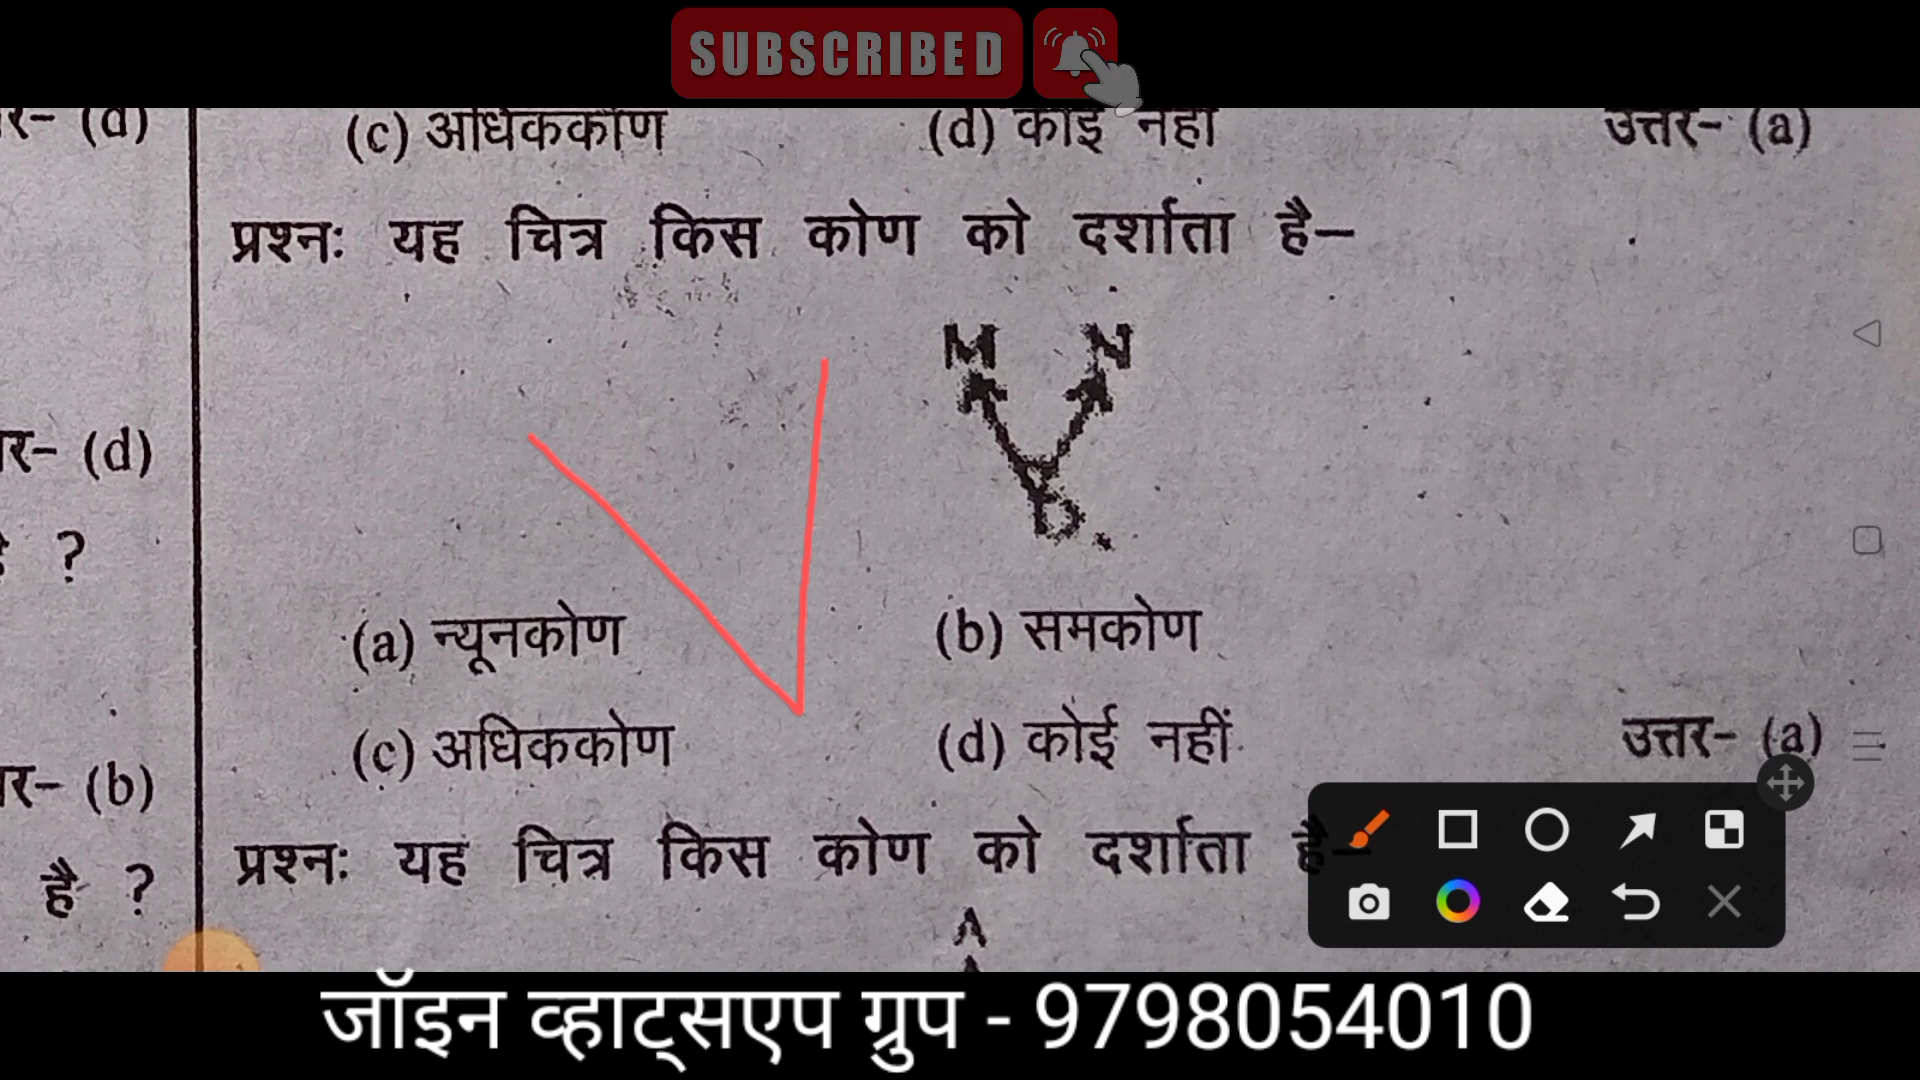 SUBSCRIBED
(d)
(c) अधिककोण (d) कोई नहीं उत्तर- (a)
प्रश्नः यह चित्र किस कोण को दर्शाता है–
M N
D
र- (d)
?
(a) न्यूनकोण (b) समकोण
(c) अधिककोण (d) कोई नहीं उत्तर- (a)
र- (b)
प्रश्नः यह चित्र किस कोण को दर्शाता है–
है ?
A
जॉइन व्हाट्सएप ग्रुप - 9798054010